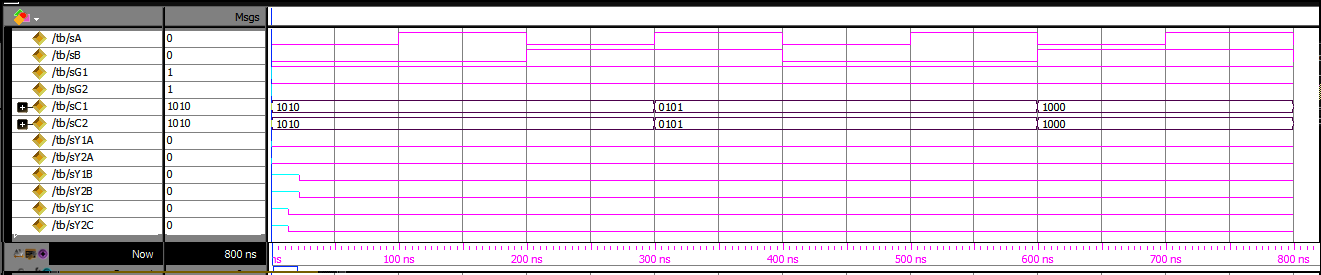 Msgs
/tb/sA 0
/tb/sB 0
/tb/sG1 1
/tb/sG2 1
/tb/sC1 1010 1010 0101 1000
/tb/sC2 1010 1010 0101 1000
/tb/sY1A 0
/tb/sY2A 0
/tb/sY1B 0
/tb/sY2B 0
/tb/sY1C 0
/tb/sY2C 0
Now 800 ns ns 100 ns 200 ns 300 ns 400 ns 500 ns 600 ns 700 ns 800 ns